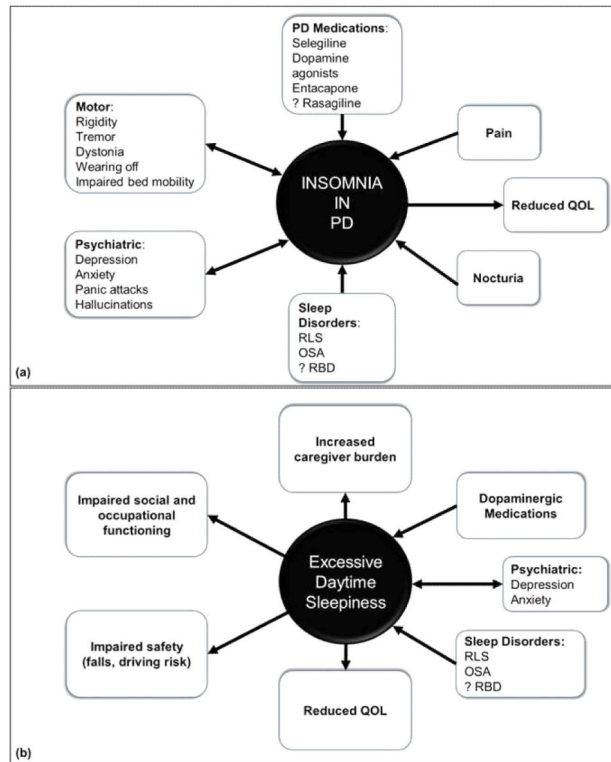 PD Medications:
Selegiline
Dopamine
agonists
Entacapone
? Rasagiline
Motor:
Rigidity
Tremor
Dystonia
Wearing off
Impaired bed mobility
Pain
INSOMNIA
IN
PD
Reduced QOL
Psychiatric:
Depression
Anxiety
Panic attacks
Hallucinations
Nocturia
Sleep
Disorders:
RLS
OSA
? RBD
(a)
Increased
caregiver burden
Impaired social and
occupational
functioning
Dopaminergic
Medications
Excessive
Daytime
Sleepiness
Psychiatric:
Depression
Anxiety
Impaired safety
(falls, driving risk)
Sleep Disorders:
RLS
OSA
? RBD
Reduced QOL
(b)